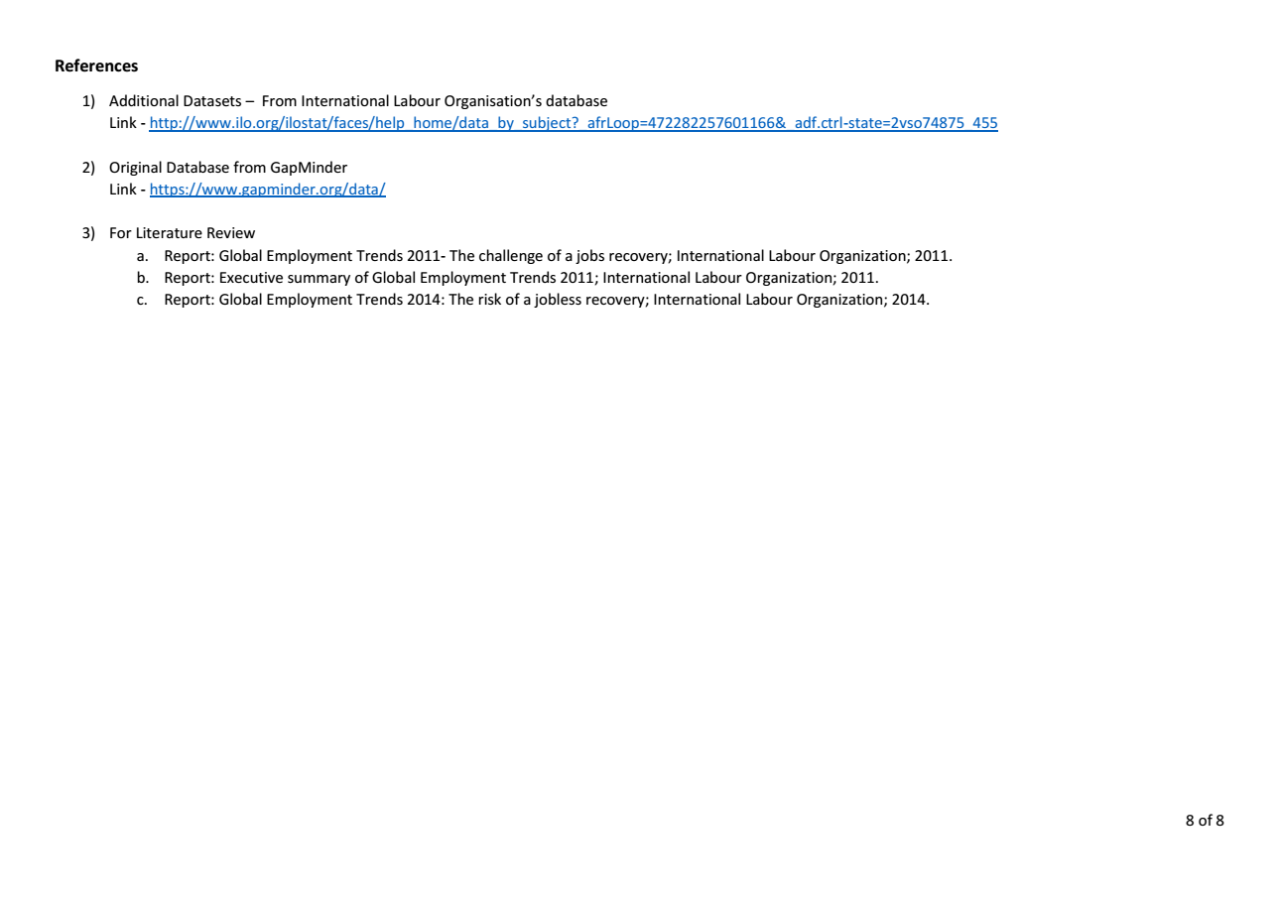 References
1) Additional Datasets – From International Labour Organisation's database
Link - http://www.ilo.org/ilostat/faces/help_home/data_by_subject?_afrLoop=472282257601166&_adf.ctrl-state=2vso74875_455
2) Original Database from GapMinder
Link - https://www.gapminder.org/data/
3) For Literature Review
a. Report: Global Employment Trends 2011- The challenge of a jobs recovery; International Labour Organization; 2011.
b. Report: Executive summary of Global Employment Trends 2011; International Labour Organization; 2011.
c. Report: Global Employment Trends 2014: The risk of a jobless recovery; International Labour Organization; 2014.
8 of 8